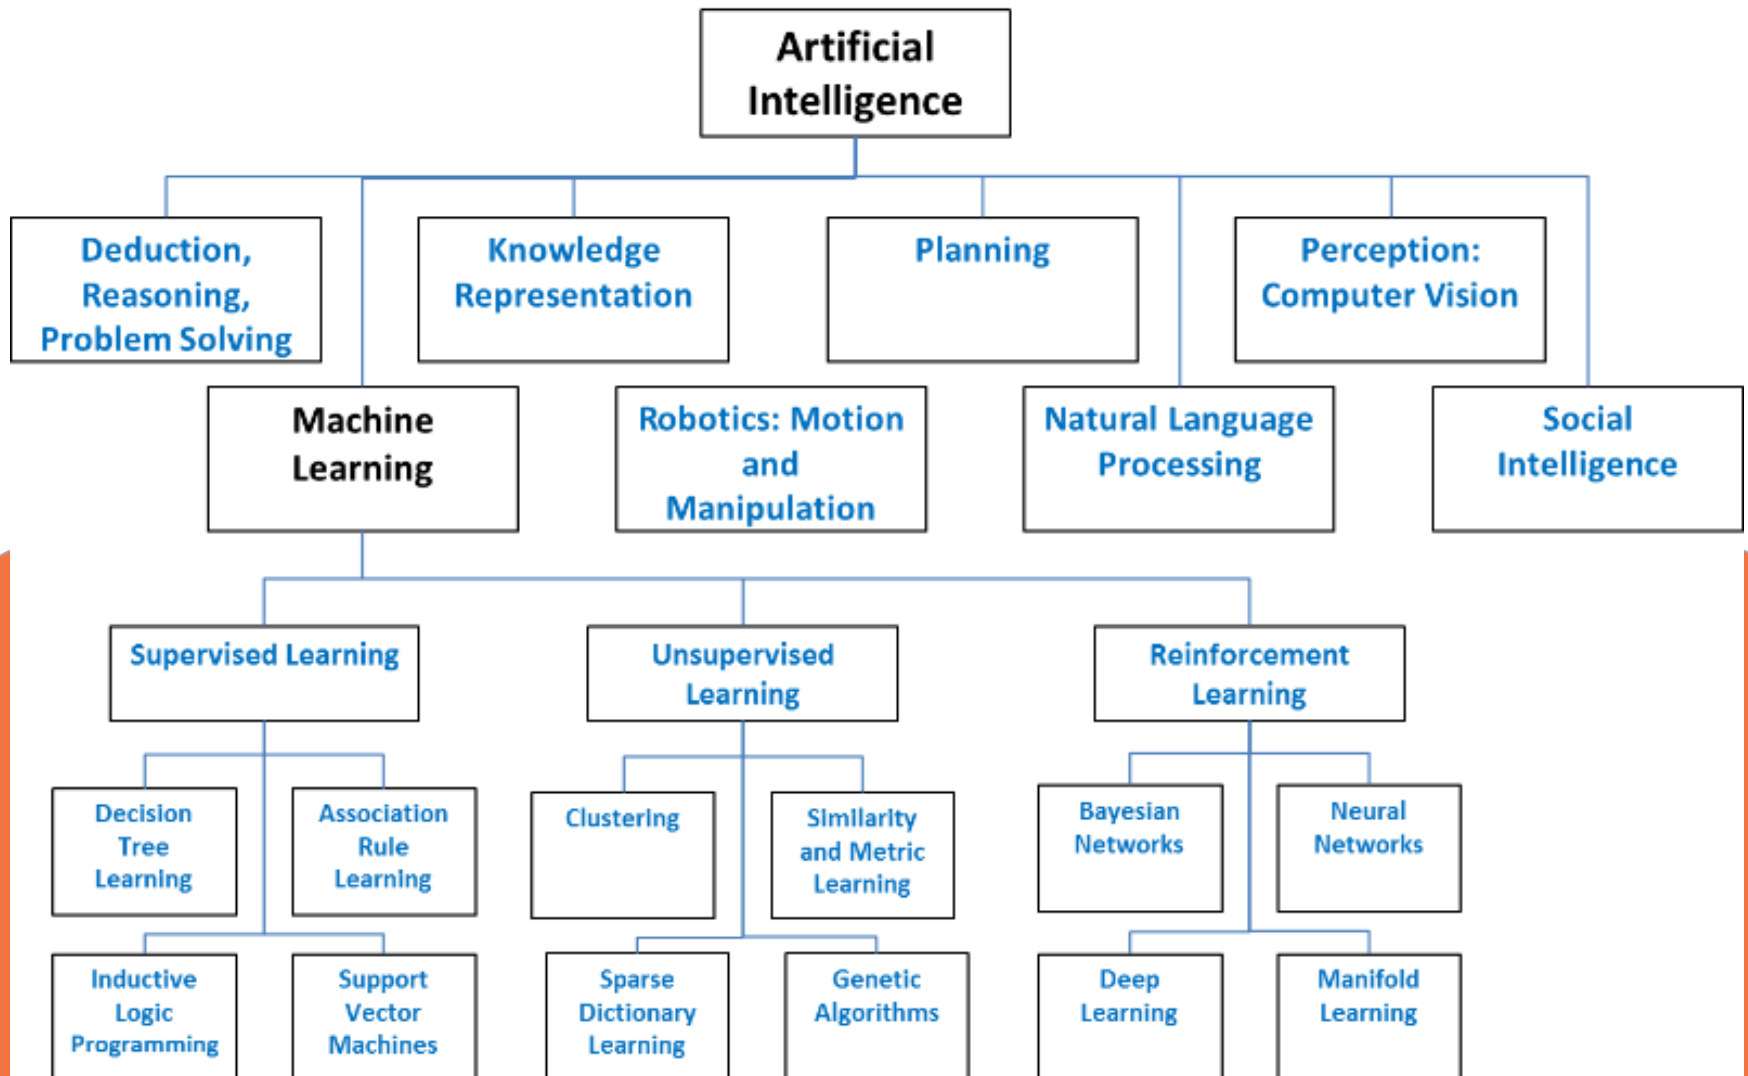 Artificial
Intelligence
Deduction,
Reasoning,
Problem Solving
Knowledge
Representation
Planning
Perception:
Computer Vision
Machine
Learning
Robotics: Motion
and
Manipulation
Natural Language
Processing
Social
Intelligence
Supervised Learning
Unsupervised
Learning
Reinforcement
Learning
Decision
Tree
Learning
Association
Rule
Learning
Clustering
Similarity
and Metric
Learning
Bayesian
Networks
Neural
Networks
Inductive
Logic
Programming
Support
Vector
Machines
Sparse
Dictionary
Learning
Genetic
Algorithms
Deep
Learning
Manifold
Learning